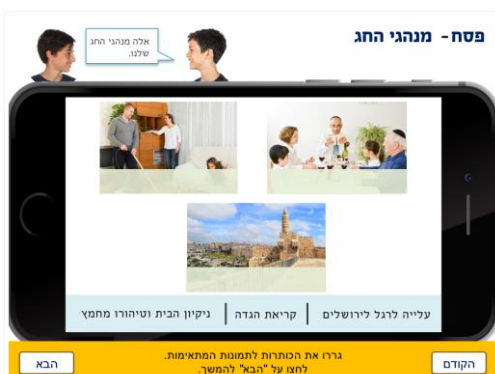 פסח - מנהגי החג
אלה מנהגי החג
שלנו.
עלייה לרגל לירושלים | קריאת הגדה | ניקיון הבית וטיהורו מחמץ
גררו את הכותרות לתמונות המתאימות.
לחצו על "הבא" להמשך.
הקודם
הבא